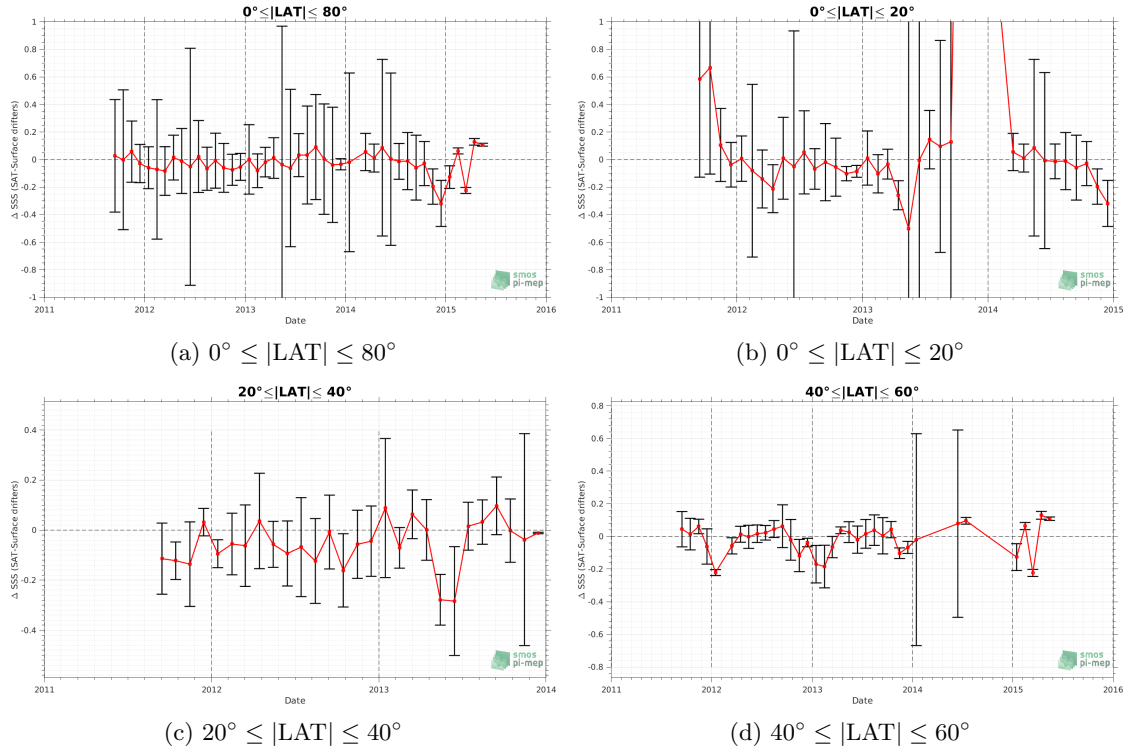 0°≤|LAT|≤ 80°
Δ SSS (SAT-Surface drifters)
1
0.8
0.6
0.4
0.2
0
-0.2
-0.4
-0.6
-0.8
-1
2011
2012
2013
2014
2015
2016
Date
smos
pi-mep
(a) 0° ≤ |LAT| ≤ 80°
0°≤|LAT|≤ 20°
Δ SSS (SAT-Surface drifters)
1
0.8
0.6
0.4
0.2
0
-0.2
-0.4
-0.6
-0.8
-1
2011
2012
2013
2014
2015
Date
smos
pi-mep
(b) 0° ≤ |LAT| ≤ 20°
20°≤|LAT|≤ 40°
Δ SSS (SAT-Surface drifters)
0.4
0.2
0
-0.2
-0.4
2011
2012
2013
2014
Date
smos
pi-mep
(c) 20° ≤ |LAT| ≤ 40°
40°≤|LAT|≤ 60°
Δ SSS (SAT-Surface drifters)
0.8
0.6
0.4
0.2
0
-0.2
-0.4
-0.6
-0.8
2011
2012
2013
2014
2015
2016
Date
smos
pi-mep
(d) 40° ≤ |LAT| ≤ 60°